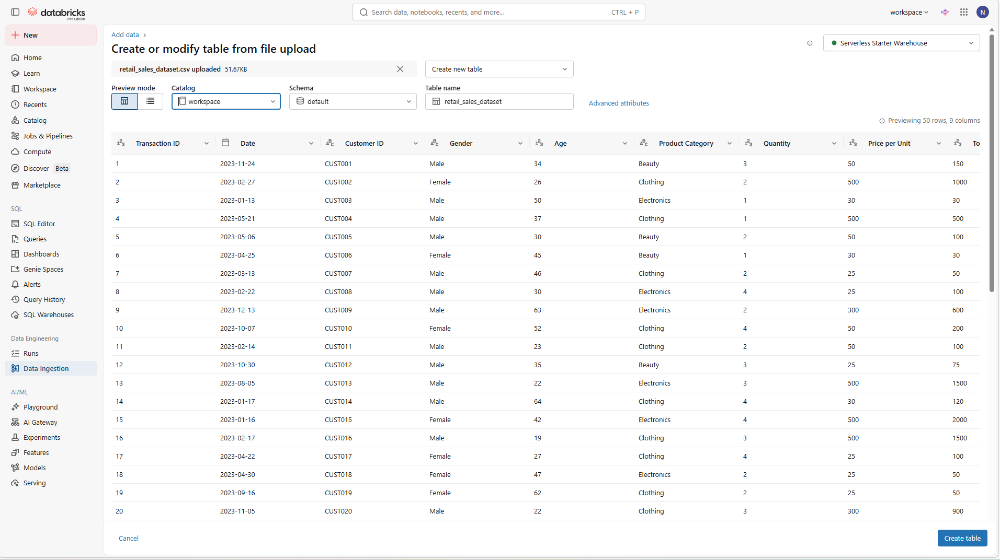 databricks
Free Edition
Search data, notebooks, recents, and more...
CTRL + P
workspace
N
New
Home
Learn
Workspace
Recents
Catalog
Jobs & Pipelines
Compute
Discover Beta
Marketplace
SQL
SQL Editor
Queries
Dashboards
Genie Spaces
Alerts
Query History
SQL Warehouses
Data Engineering
Runs
Data Ingestion
AI/ML
Playground
AI Gateway
Experiments
Features
Models
Serving
Add data ›
Create or modify table from file upload
Serverless Starter Warehouse
retail_sales_dataset.csv uploaded 51.67KB
Create new table
Preview mode Catalog Schema Table name
workspace default retail_sales_dataset Advanced attributes
Previewing 50 rows, 9 columns
Transaction ID Date Customer ID Gender Age Product Category Quantity Price per Unit To
1 2023-11-24 CUST001 Male 34 Beauty 3 50 150
2 2023-02-27 CUST002 Female 26 Clothing 2 500 1000
3 2023-01-13 CUST003 Male 50 Electronics 1 30 30
4 2023-05-21 CUST004 Male 37 Clothing 1 500 500
5 2023-05-06 CUST005 Male 30 Beauty 2 50 100
6 2023-04-25 CUST006 Female 45 Beauty 1 30 30
7 2023-03-13 CUST007 Male 46 Clothing 2 25 50
8 2023-02-22 CUST008 Male 30 Electronics 4 25 100
9 2023-12-13 CUST009 Male 63 Electronics 2 300 600
10 2023-10-07 CUST010 Female 52 Clothing 4 50 200
11 2023-02-14 CUST011 Male 23 Clothing 2 50 100
12 2023-10-30 CUST012 Male 35 Beauty 3 25 75
13 2023-08-05 CUST013 Male 22 Electronics 3 500 1500
14 2023-01-17 CUST014 Male 64 Clothing 4 30 120
15 2023-01-16 CUST015 Female 42 Electronics 4 500 2000
16 2023-02-17 CUST016 Male 19 Clothing 3 500 1500
17 2023-04-22 CUST017 Female 27 Clothing 4 25 100
18 2023-04-30 CUST018 Female 47 Electronics 2 25 50
19 2023-09-16 CUST019 Female 62 Clothing 2 25 50
20 2023-11-05 CUST020 Male 22 Clothing 3 300 900
Cancel
Create table